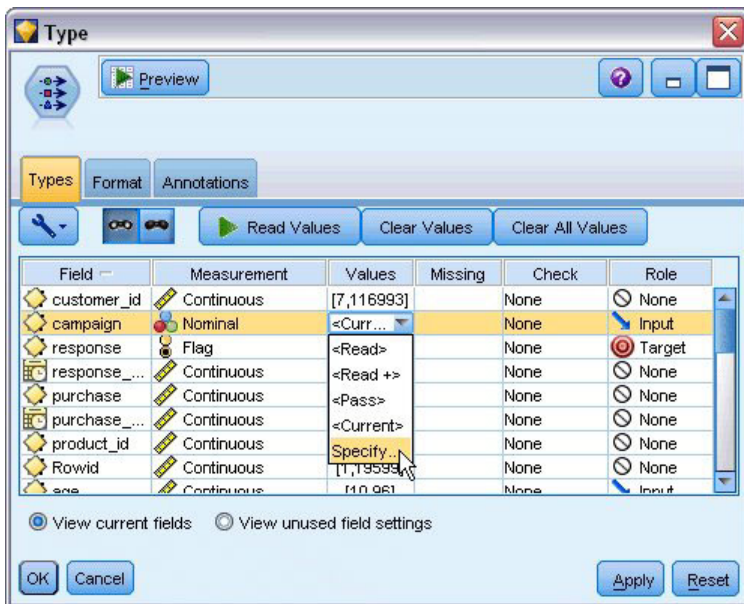 Type
Preview
Types Format Annotations
Read Values Clear Values Clear All Values
Field Measurement Values Missing Check Role
customer_id Continuous [7,116993] None None
campaign Nominal <Curr... None Input
response Flag <Read> None Target
response_... Continuous <Read +> None None
purchase Continuous <Pass> None None
purchase_... Continuous <Current> None None
product_id Continuous Specify... None None
Rowid Continuous [1,19599] None None
age Continuous [10,96] None Input
View current fields View unused field settings
OK Cancel Apply Reset